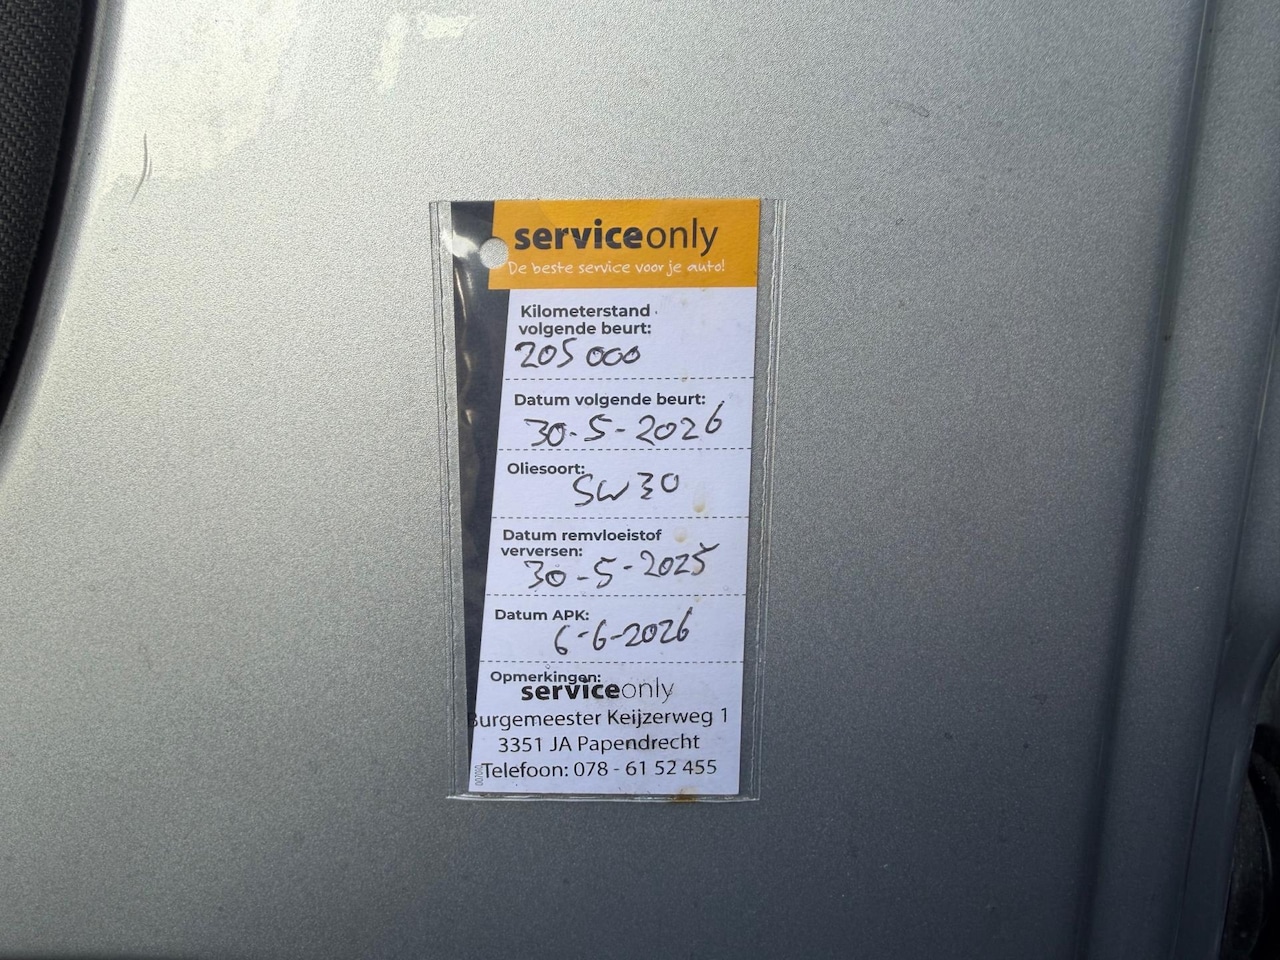 serviceonly
De beste service voor je auto!
Kilometerstand
volgende beurt:
205 000
Datum volgende beurt:
30-5-2026
Oliesoort:
5W30
Datum remvloeistof
verversen:
30-5-2025
Datum APK:
6-6-2026
Opmerkingen:
serviceonly
Burgemeester Keijzerweg 1
3351 JA Papendrecht
Telefoon: 078 - 61 52 455